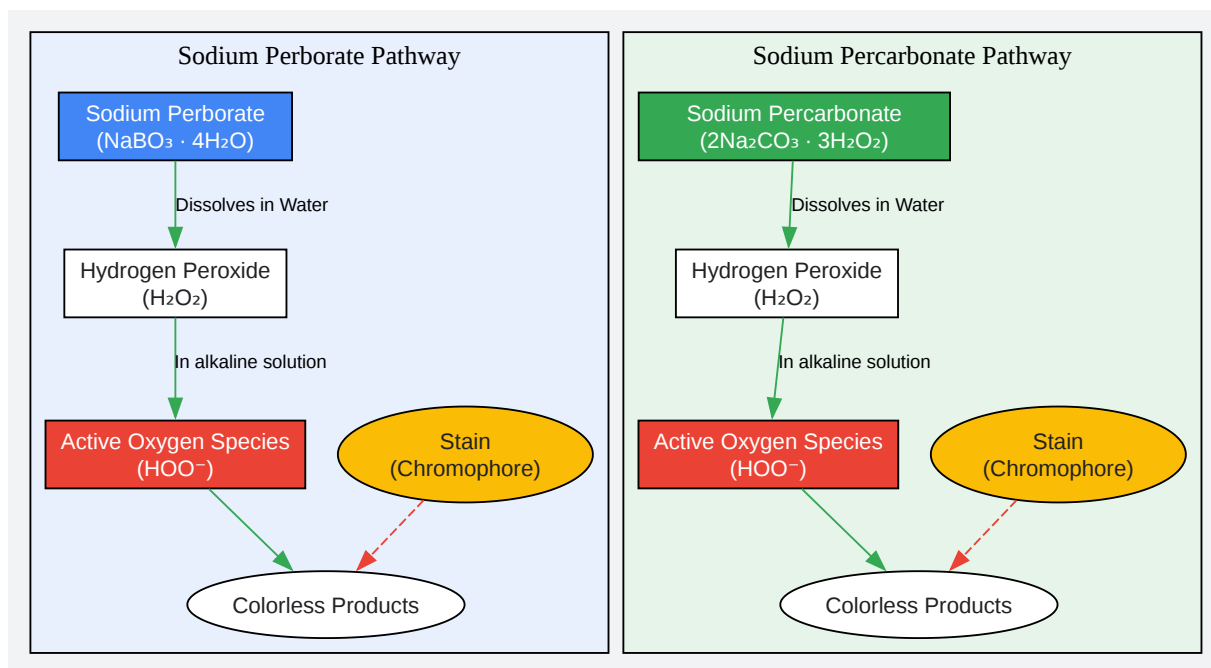 Sodium Perborate Pathway
Sodium Perborate
(NaBO₃ · 4H₂O)
Dissolves in Water
Hydrogen Peroxide
(H₂O₂)
In alkaline solution
Active Oxygen Species
(HOO⁻)
Stain
(Chromophore)
Colorless Products
Sodium Percarbonate Pathway
Sodium Percarbonate
(2Na₂CO₃ · 3H₂O₂)
Dissolves in Water
Hydrogen Peroxide
(H₂O₂)
In alkaline solution
Active Oxygen Species
(HOO⁻)
Stain
(Chromophore)
Colorless Products